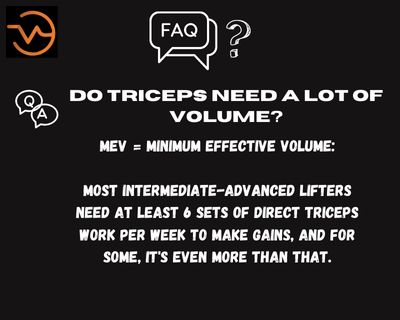 FAQ
Q
A
DO TRICEPS NEED A LOT OF
VOLUME?
MEV = MINIMUM EFFECTIVE VOLUME:
MOST INTERMEDIATE-ADVANCED LIFTERS
NEED AT LEAST 6 SETS OF DIRECT TRICEPS
WORK PER WEEK TO MAKE GAINS, AND FOR
SOME, IT'S EVEN MORE THAN THAT.